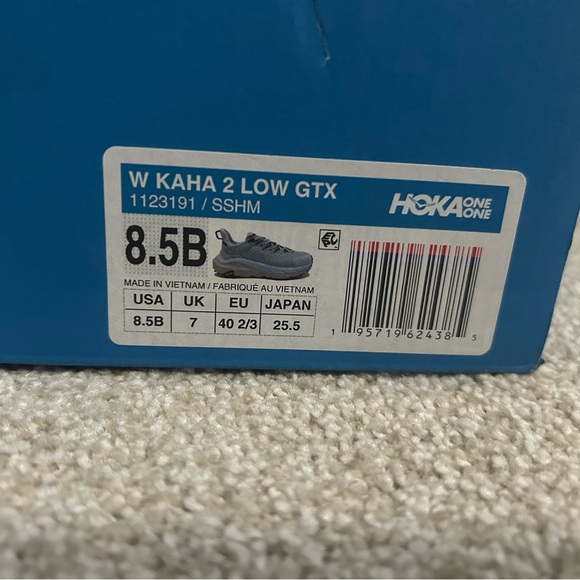 W KAHA 2 LOW GTX
1123191 / SSHM
HOKA ONE ONE
8.5B
MADE IN VIETNAM / FABRIQUÉ AU VIETNAM
USA UK EU JAPAN
8.5B 7 40 2/3 25.5
1 95719 62438 5